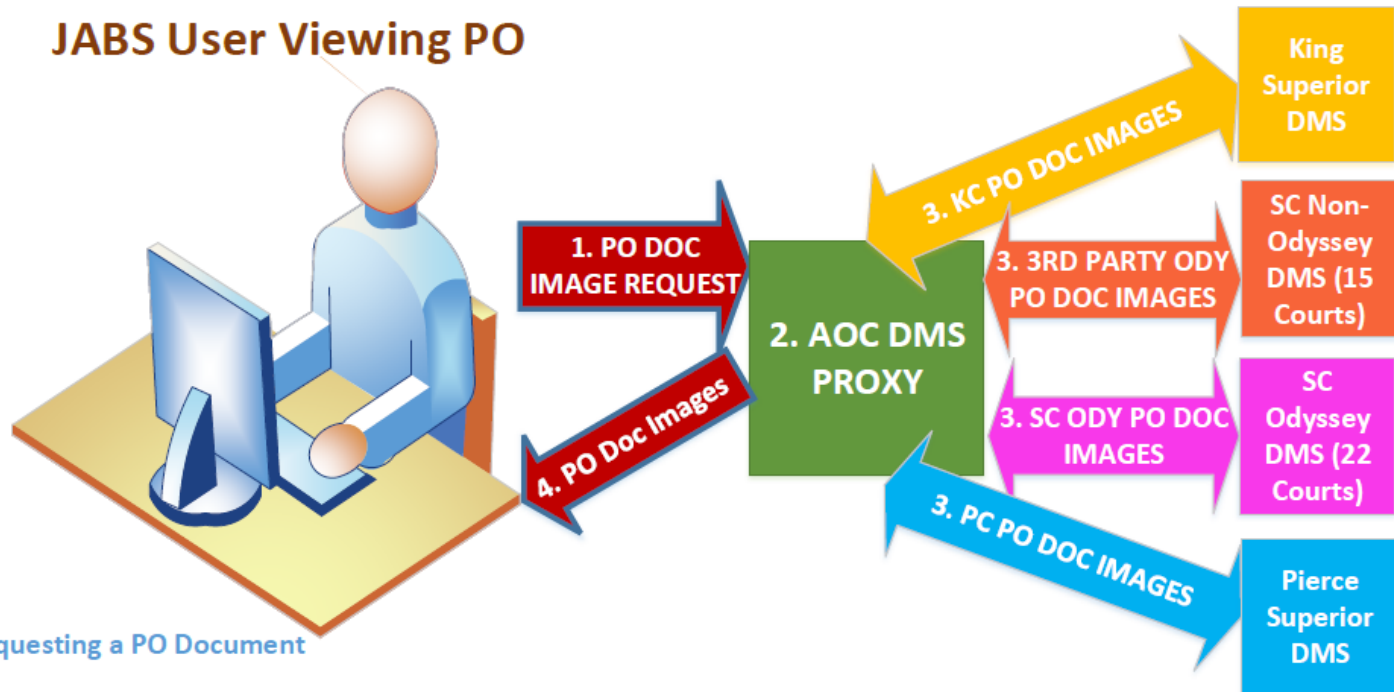 JABS User Viewing PO
1. PO DOC
IMAGE REQUEST
2. AOC DMS
PROXY
3. KC PO DOC IMAGES
King
Superior
DMS
3. 3RD PARTY ODY
PO DOC IMAGES
SC Non-
Odyssey
DMS (15
Courts)
3. SC ODY PO DOC
IMAGES
SC
Odyssey
DMS (22
Courts)
3. PC PO DOC IMAGES
Pierce
Superior
DMS
4. PO Doc Images
questing a PO Document